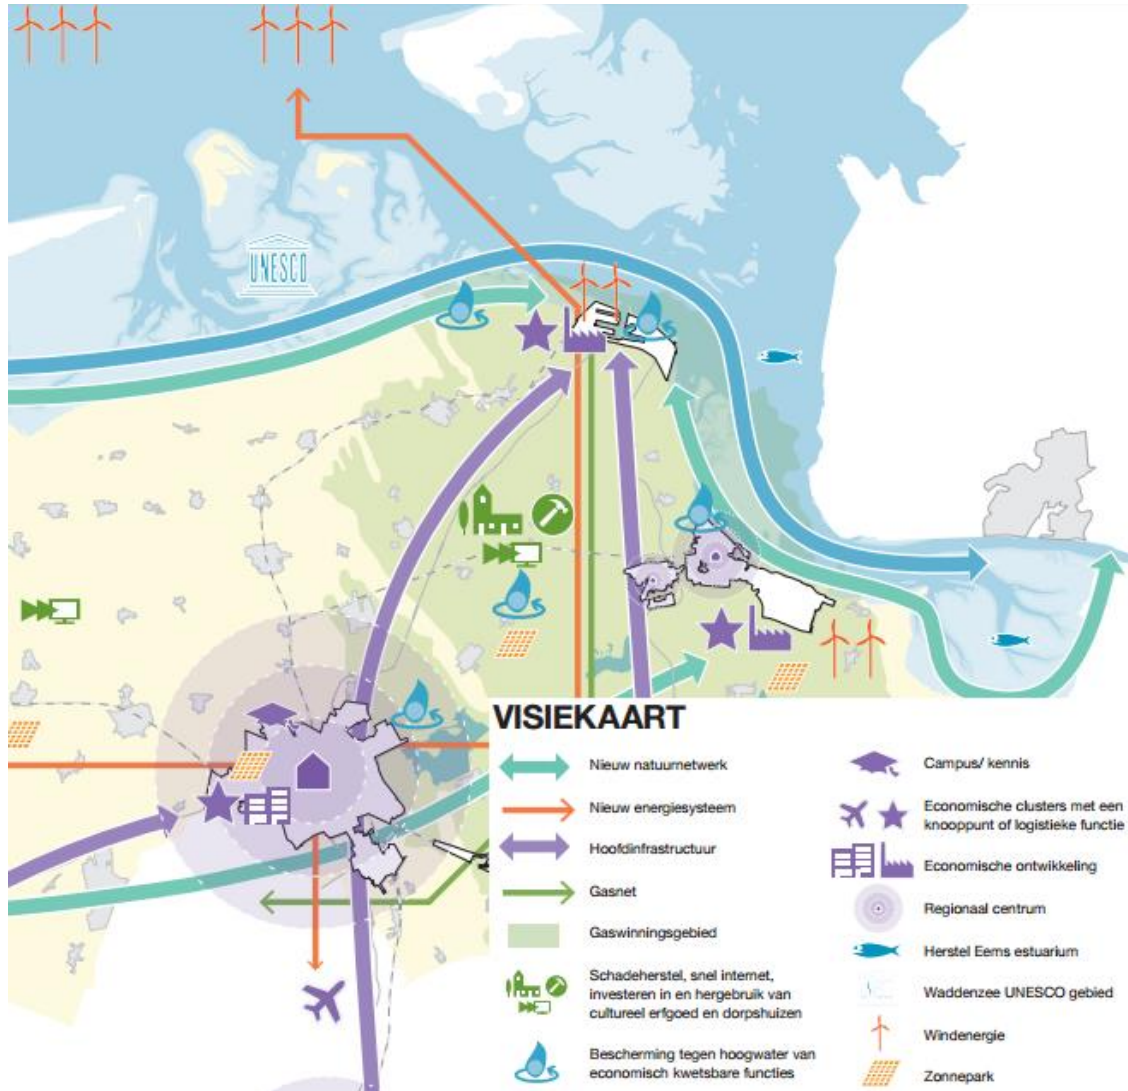 UNESCO
VISIEKAART
Nieuw natuurnetwerk
Nieuw energiesysteem
Hoofdinfrastructuur
Gasnet
Gaswinningsgebied
Schadeherstel, snel internet,
investeren in en hergebruik van
cultureel erfgoed en dorpshuizen
Bescherming tegen hoogwater van
economisch kwetsbare functies
Campus/ kennis
Economische clusters met een
knooppunt of logistieke functie
Economische ontwikkeling
Regionaal centrum
Herstel Eems estuarium
Waddenzee UNESCO gebied
Windenergie
Zonnepark